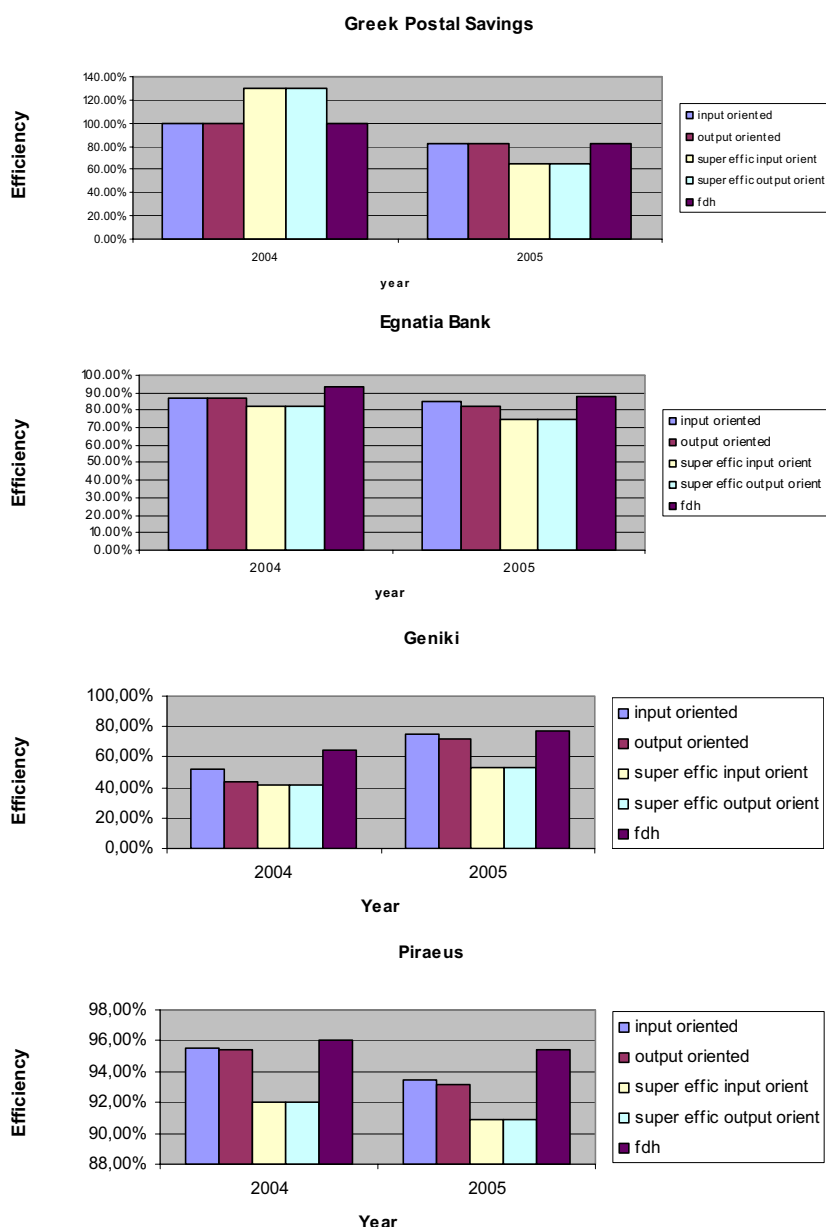 Greek Postal Savings
Efficiency
140.00%
120.00%
100.00%
80.00%
60.00%
40.00%
20.00%
0.00%
2004
2005
year
input oriented
output oriented
super effic input orient
super effic output orient
fdh
Egnatia Bank
Efficiency
100.00%
90.00%
80.00%
70.00%
60.00%
50.00%
40.00%
30.00%
20.00%
10.00%
0.00%
2004
2005
year
input oriented
output oriented
super effic input orient
super effic output orient
fdh
Geniki
Efficiency
100,00%
80,00%
60,00%
40,00%
20,00%
0,00%
2004
2005
Year
input oriented
output oriented
super effic input orient
super effic output orient
fdh
Piraeus
Efficiency
98,00%
96,00%
94,00%
92,00%
90,00%
88,00%
2004
2005
Year
input oriented
output oriented
super effic input orient
super effic output orient
fdh